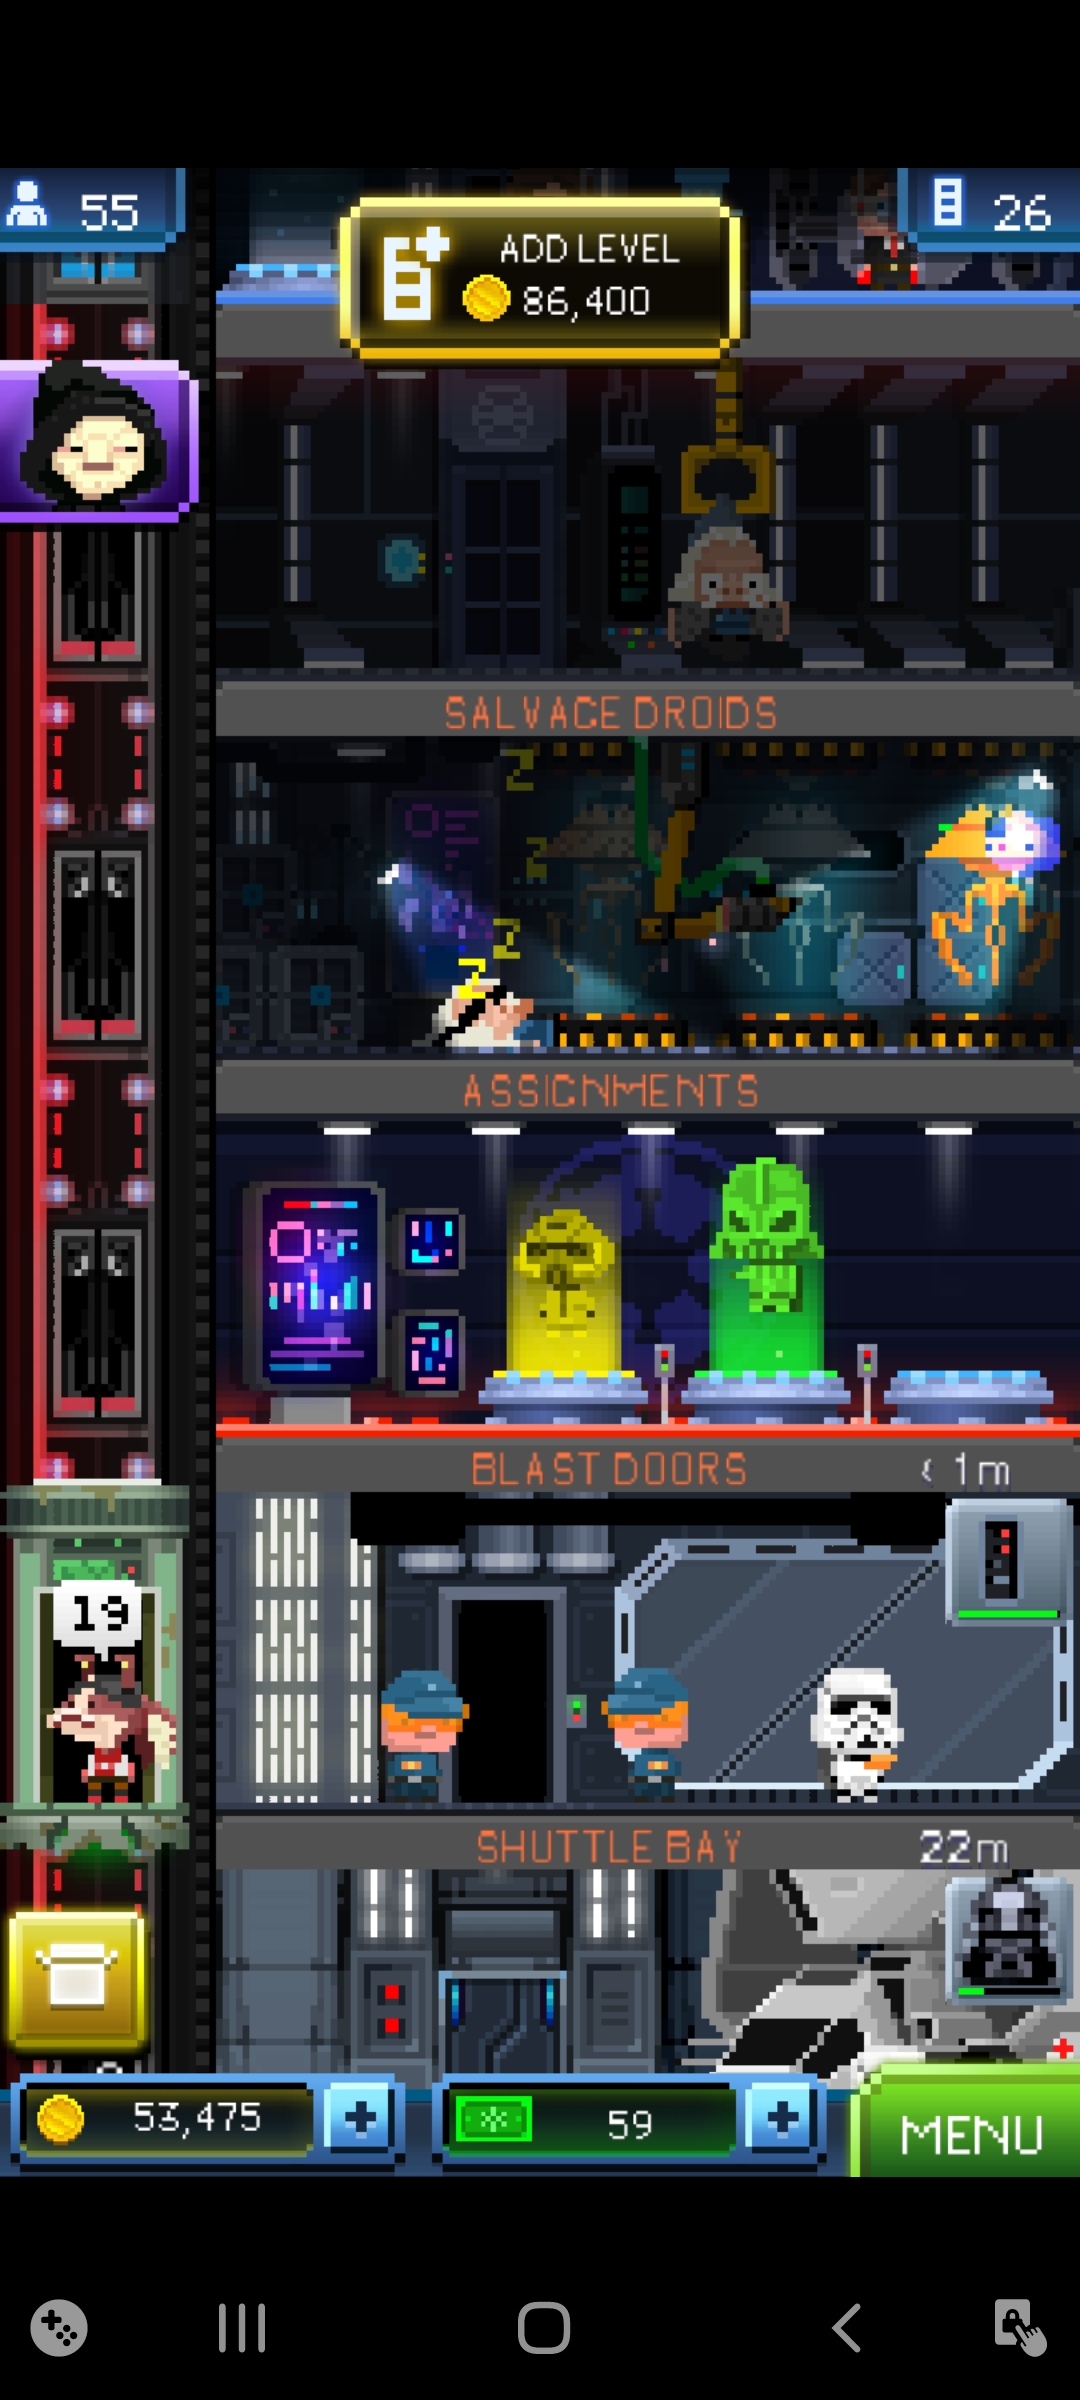 55
26
ADD LEVEL
86,400
SALVAGE DROIDS
Z
Z
Z
Z
ASSIGNMENTS
BLAST DOORS < 1m
19
SHUTTLE BAY 22m
53,475
+
59
+
MENU